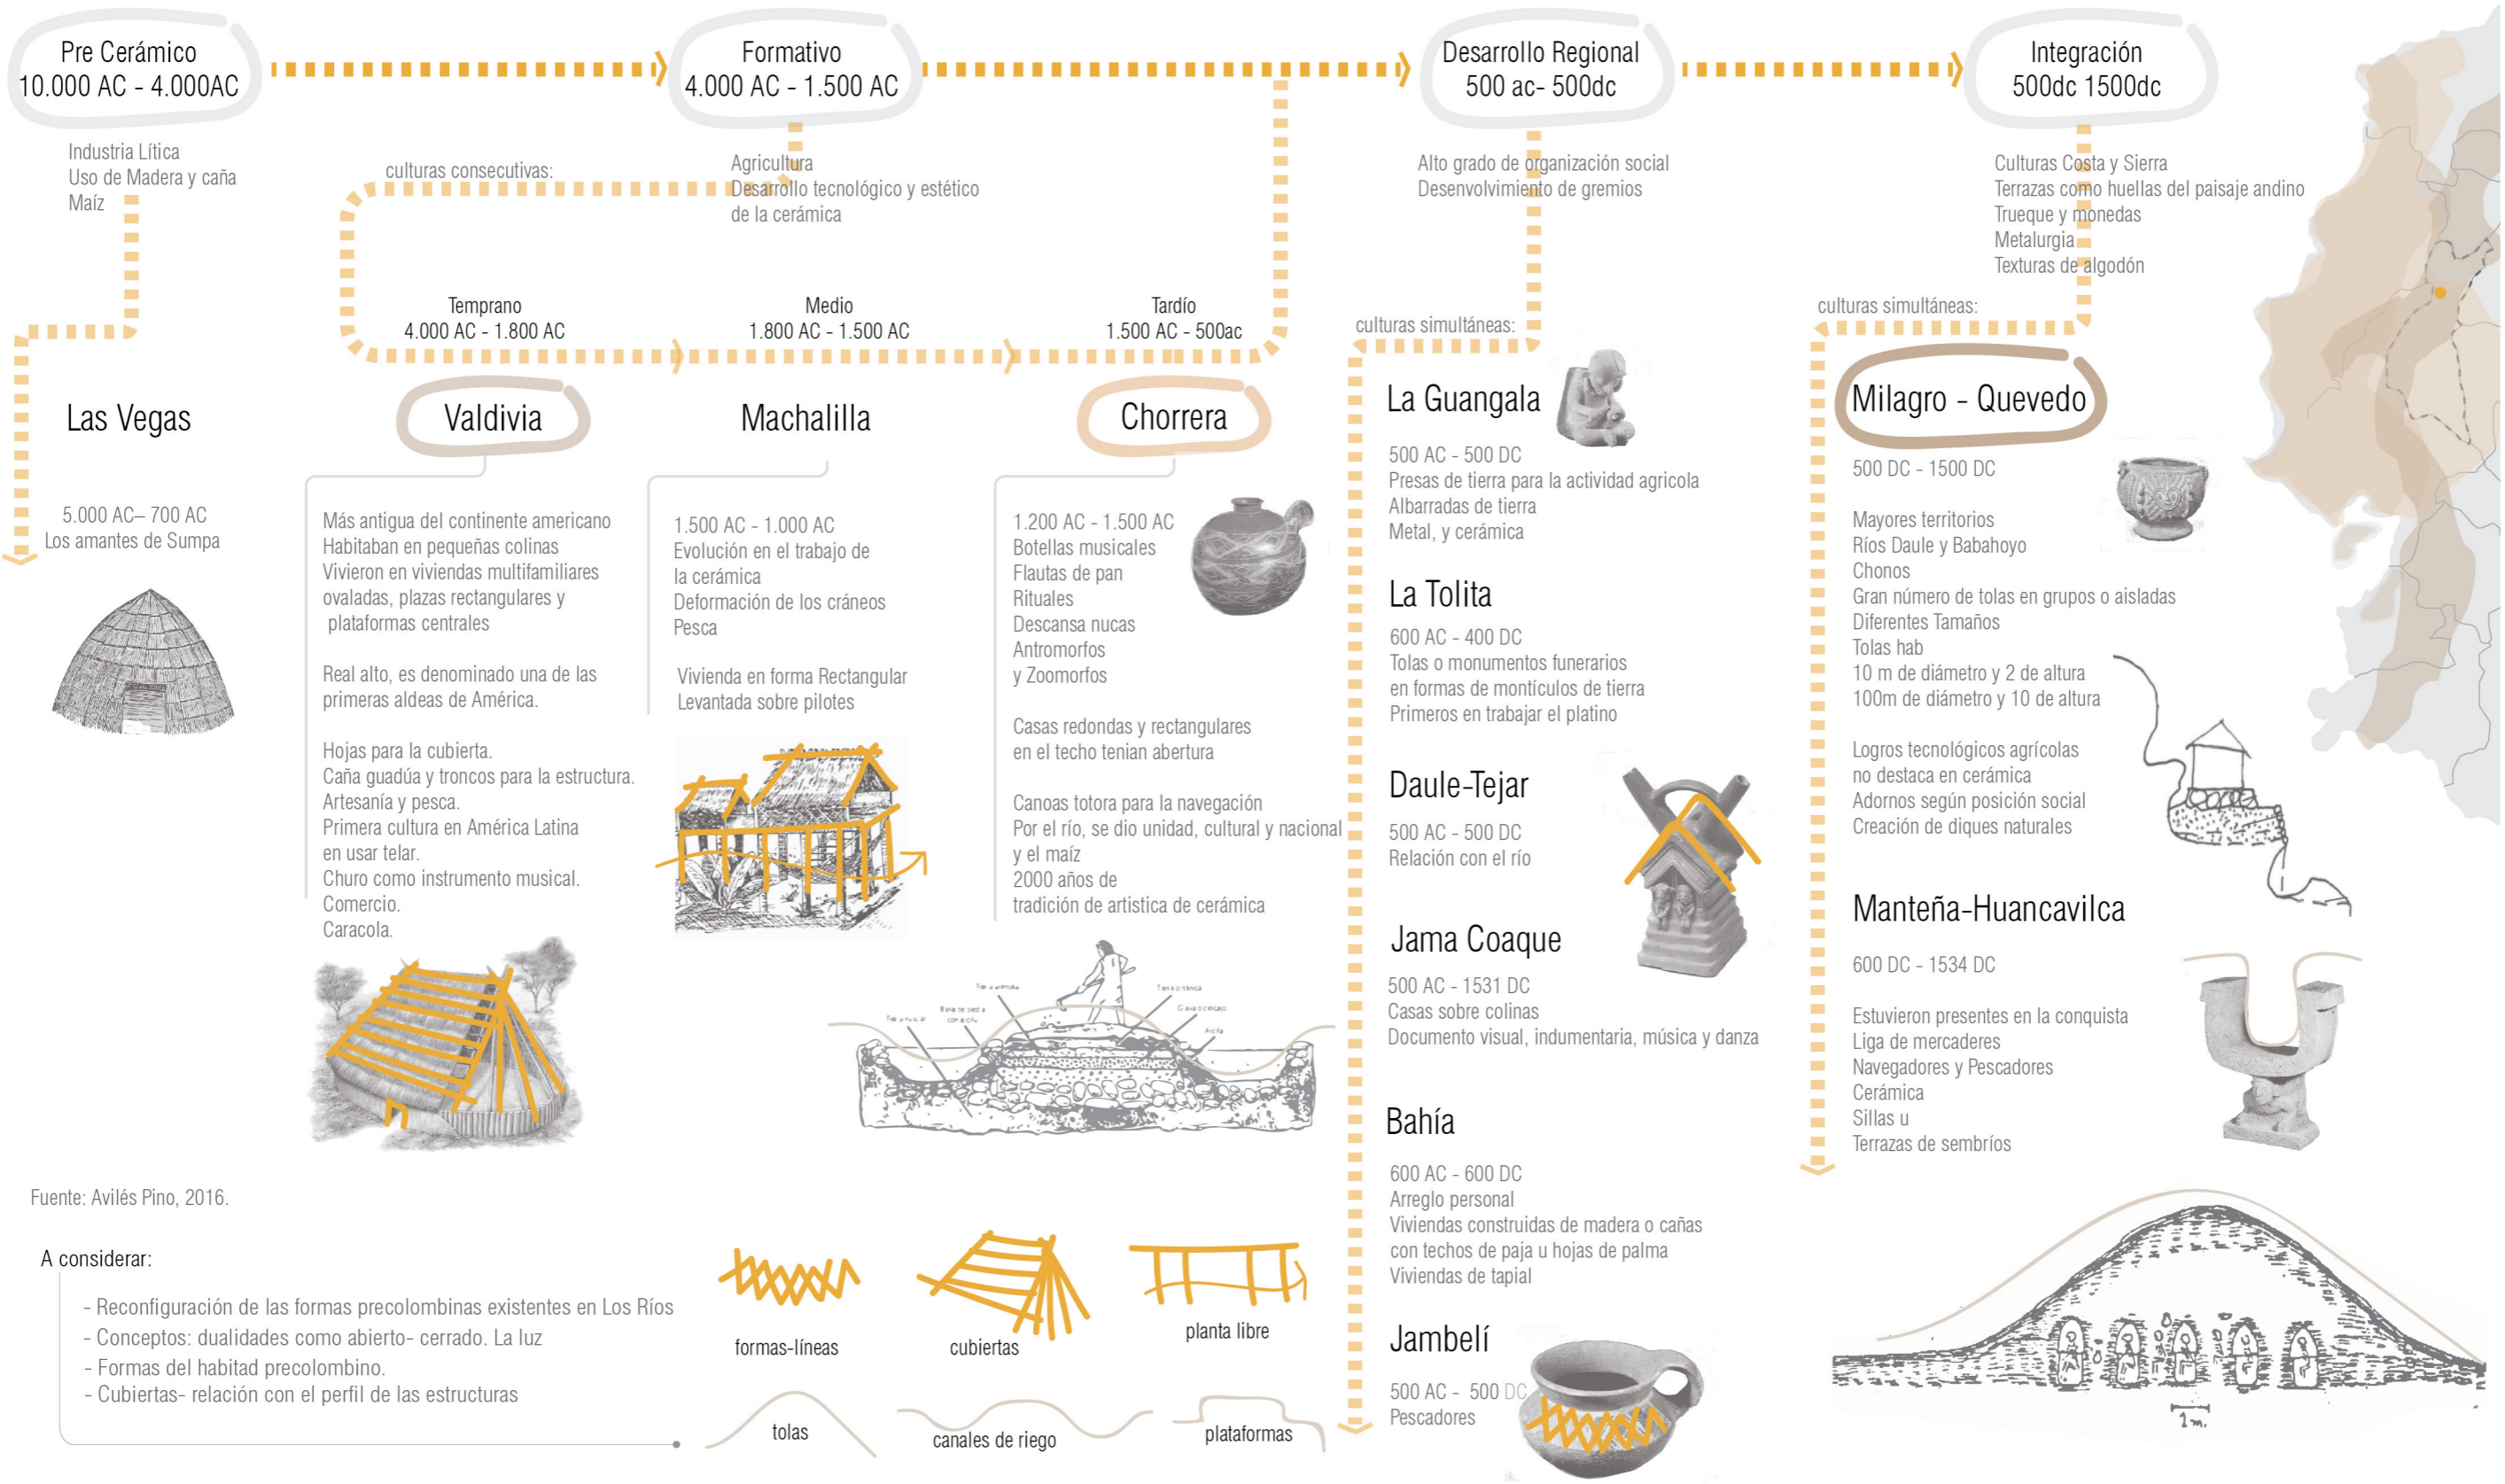 Pre Cerámico
10.000 AC - 4.000AC
Industria Lítica
Uso de Madera y caña
Maíz
Las Vegas
5.000 AC– 700 AC
Los amantes de Sumpa
Formativo
4.000 AC - 1.500 AC
Agricultura
Desarrollo tecnológico y estético
de la cerámica
culturas consecutivas:
Temprano
4.000 AC - 1.800 AC
Valdivia
Más antigua del continente americano
Habitaban en pequeñas colinas
Vivieron en viviendas multifamiliares
ovaladas, plazas rectangulares y
plataformas centrales
Real alto, es denominado una de las
primeras aldeas de América.
Hojas para la cubierta.
Caña guadúa y troncos para la estructura.
Artesanía y pesca.
Primera cultura en América Latina
en usar telar.
Churo como instrumento musical.
Comercio.
Caracola.
Medio
1.800 AC - 1.500 AC
Machalilla
1.500 AC - 1.000 AC
Evolución en el trabajo de
la cerámica
Deformación de los cráneos
Pesca
Vivienda en forma Rectangular
Levantada sobre pilotes
Tardío
1.500 AC - 500ac
Chorrera
1.200 AC - 1.500 AC
Botellas musicales
Flautas de pan
Rituales
Descansa nucas
Antromorfos
y Zoomorfos
Casas redondas y rectangulares
en el techo tenian abertura
Canoas totora para la navegación
Por el río, se dio unidad, cultural y nacional
y el maíz
2000 años de
tradición de artistica de cerámica
Desarrollo Regional
500 ac- 500dc
Alto grado de organización social
Desenvolvimiento de gremios
culturas simultáneas:
La Guangala
500 AC - 500 DC
Presas de tierra para la actividad agricola
Albarradas de tierra
Metal, y cerámica
La Tolita
600 AC - 400 DC
Tolas o monumentos funerarios
en formas de montículos de tierra
Primeros en trabajar el platino
Daule-Tejar
500 AC - 500 DC
Relación con el río
Jama Coaque
500 AC - 1531 DC
Casas sobre colinas
Documento visual, indumentaria, música y danza
Bahía
600 AC - 600 DC
Arreglo personal
Viviendas construidas de madera o cañas
con techos de paja u hojas de palma
Viviendas de tapial
Jambelí
500 AC - 500 DC
Pescadores
Integración
500dc 1500dc
Culturas Costa y Sierra
Terrazas como huellas del paisaje andino
Trueque y monedas
Metalurgia
Texturas de algodón
culturas simultáneas:
Milagro - Quevedo
500 DC - 1500 DC
Mayores territorios
Ríos Daule y Babahoyo
Chonos
Gran número de tolas en grupos o aisladas
Diferentes Tamaños
Tolas hab
10 m de diámetro y 2 de altura
100m de diámetro y 10 de altura
Logros tecnológicos agrícolas
no destaca en cerámica
Adornos según posición social
Creación de diques naturales
Manteña-Huancavilca
600 DC - 1534 DC
Estuvieron presentes en la conquista
Liga de mercaderes
Navegadores y Pescadores
Cerámica
Sillas u
Terrazas de sembríos
1m.
Fuente: Avilés Pino, 2016.
A considerar:
- Reconfiguración de las formas precolombinas existentes en Los Ríos
- Conceptos: dualidades como abierto- cerrado. La luz
- Formas del habitad precolombino.
- Cubiertas- relación con el perfil de las estructuras
formas-líneas
cubiertas
planta libre
tolas
canales de riego
plataformas